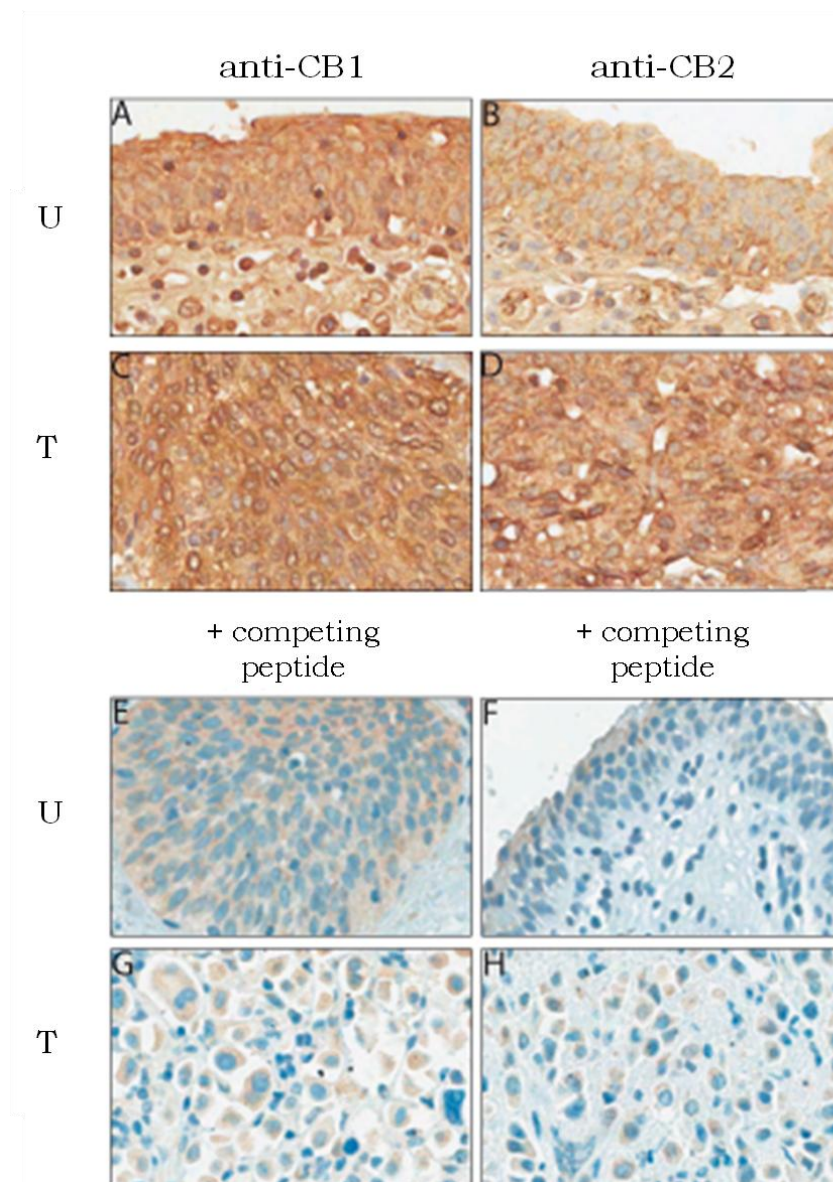 anti-CB1 anti-CB2
A B
U
C D
T
+ competing + competing
peptide peptide
E F
U
G H
T